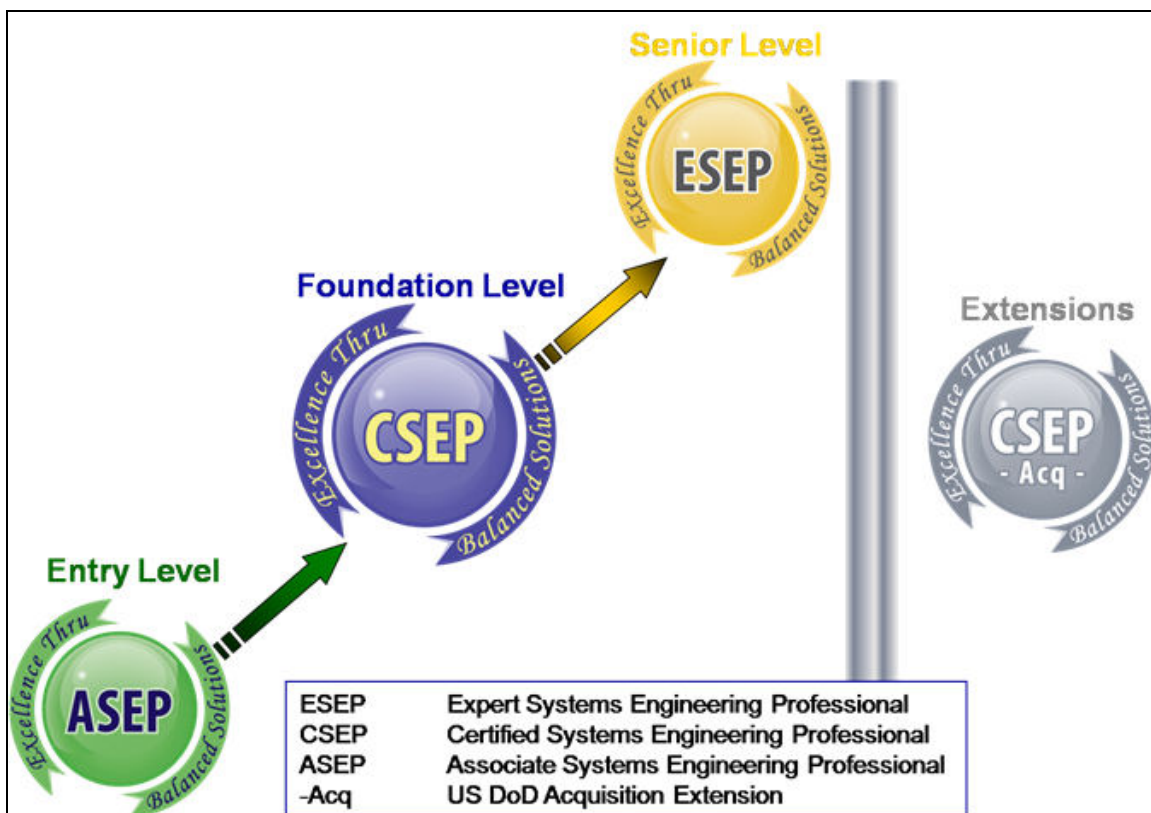 Senior Level
Excellence Thru
ESEP
Balanced Solutions
Foundation Level
Excellence Thru
CSEP
Balanced Solutions
Extensions
Excellence Thru
CSEP
- Acq -
Balanced Solutions
Entry Level
Excellence Thru
ASEP
Balanced Solutions
ESEP Expert Systems Engineering Professional
CSEP Certified Systems Engineering Professional
ASEP Associate Systems Engineering Professional
-Acq US DoD Acquisition Extension